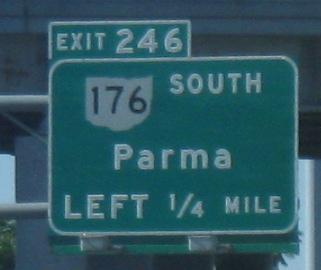 EXIT 246
176 SOUTH
Parma
LEFT 1/4 MILE